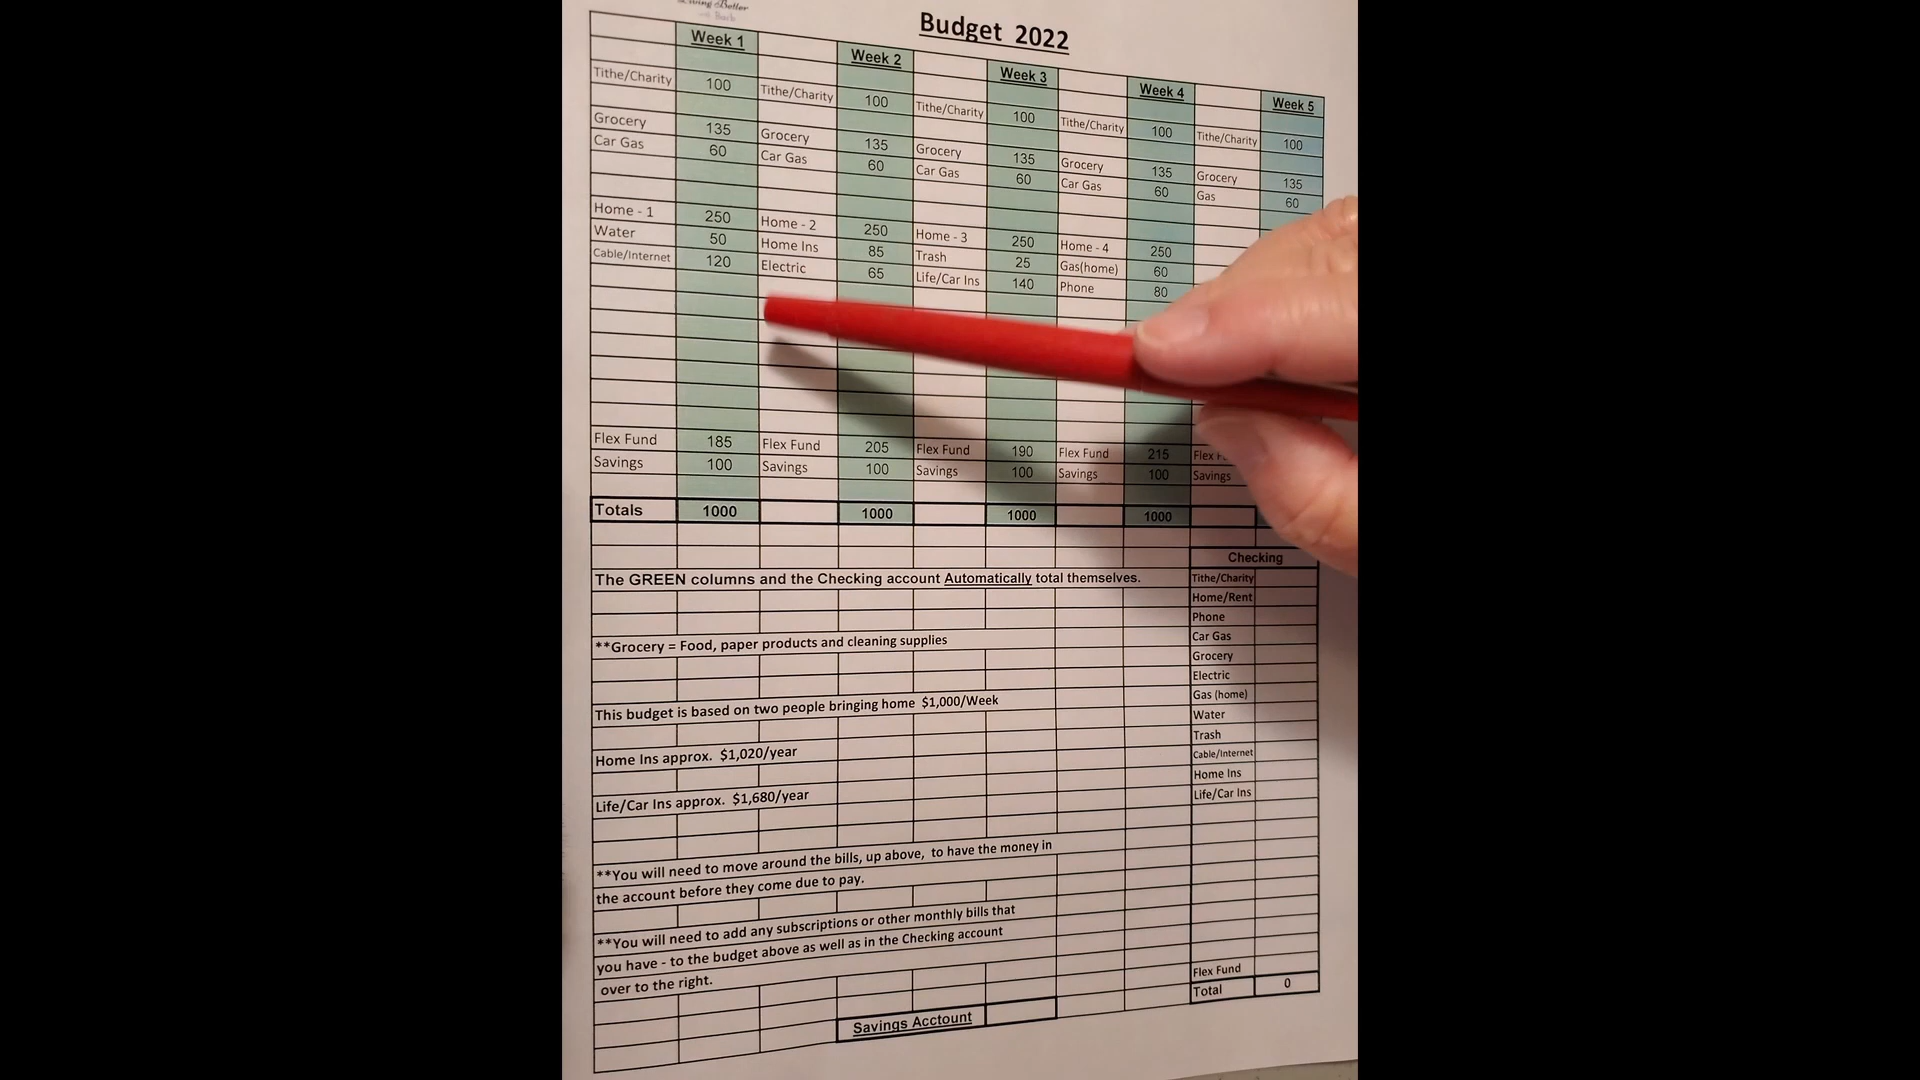 Living Better
Budget 2022
Week 1 Week 2 Week 3 Week 4 Week 5
Tithe/Charity 100 Tithe/Charity 100 Tithe/Charity 100 Tithe/Charity 100 Tithe/Charity 100
Grocery 135 Grocery 135 Grocery 135 Grocery 135 Grocery 135
Car Gas 60 Car Gas 60 Car Gas 60 Car Gas 60 Gas 60
Home - 1 250 Home - 2 250 Home - 3 250 Home - 4 250
Water 50 Home Ins 85 Trash 25 Gas(home) 60
Cable/Internet 120 Electric 65 Life/Car Ins 140 Phone 80
Flex Fund 185 Flex Fund 205 Flex Fund 190 Flex Fund 215 Flex
Savings 100 Savings 100 Savings 100 Savings 100 Savings
Totals 1000 1000 1000 1000
The GREEN columns and the Checking account Automatically total themselves.
**Grocery = Food, paper products and cleaning supplies
This budget is based on two people bringing home $1,000/Week
Home Ins approx. $1,020/year
Life/Car Ins approx. $1,680/year
**You will need to move around the bills, up above, to have the money in
the account before they come due to pay.
**You will need to add any subscriptions or other monthly bills that
you have - to the budget above as well as in the Checking account
over to the right.
Savings Acctount
Checking
Tithe/Charity
Home/Rent
Phone
Car Gas
Grocery
Electric
Gas (home)
Water
Trash
Cable/Internet
Home Ins
Life/Car Ins
Flex Fund
Total 0